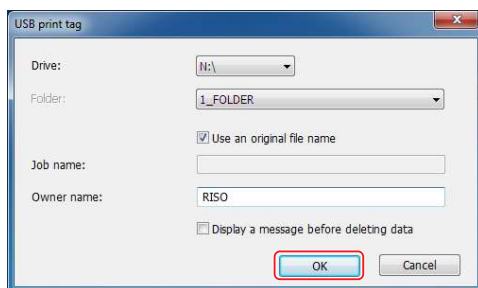 USB print tag
Drive: N:\
Folder: 1_FOLDER
Use an original file name
Job name:
Owner name: RISO
Display a message before deleting data
OK Cancel